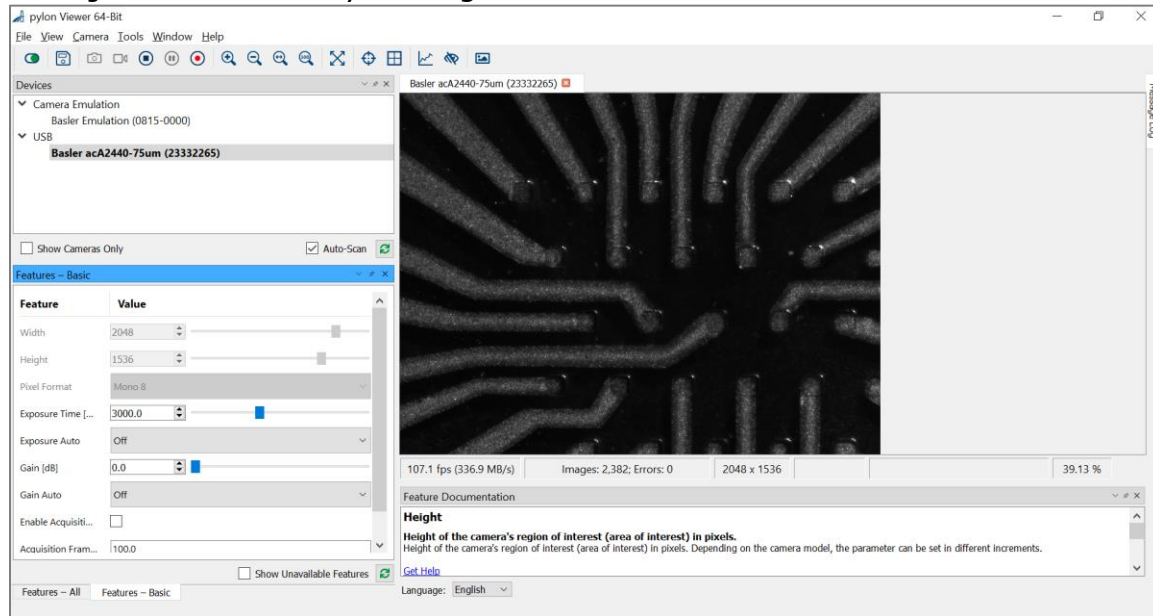 pylon Viewer 64-Bit
File View Camera Tools Window Help
Devices
Camera Emulation
Basler Emulation (0815-0000)
USB
Basler acA2440-75um (23332265)
Show Cameras Only
Auto-Scan
Features – Basic
Feature Value
Width 2048
Height 1536
Pixel Format Mono 8
Exposure Time [... 3000.0
Exposure Auto Off
Gain [dB] 0.0
Gain Auto Off
Enable Acquisiti...
Acquisition Fram... 100.0
Show Unavailable Features
Features – All Features – Basic
Basler acA2440-75um (23332265)
107.1 fps (336.9 MB/s) Images: 2,382; Errors: 0 2048 x 1536 39.13 %
Feature Documentation
Height
Height of the camera's region of interest (area of interest) in pixels.
Height of the camera's region of interest (area of interest) in pixels. Depending on the camera model, the parameter can be set in different increments.
Get Help
Language: English
Message Log